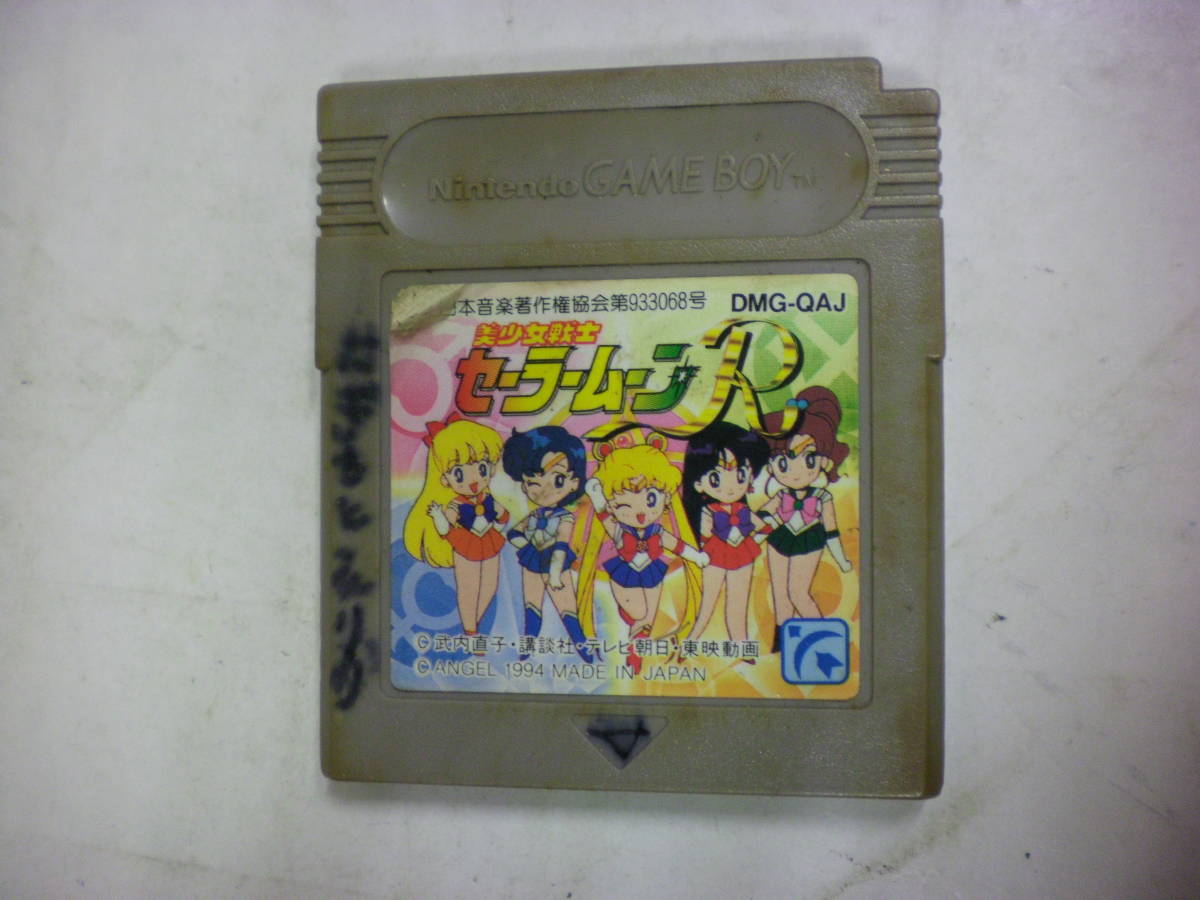 Nintendo GAME BOY TM
本音楽著作権協会第933068号 DMG-QAJ
美少女戦士
セーラームーン R
© 武内直子・講談社・テレビ朝日・東映動画
© ANGEL 1994 MADE IN JAPAN